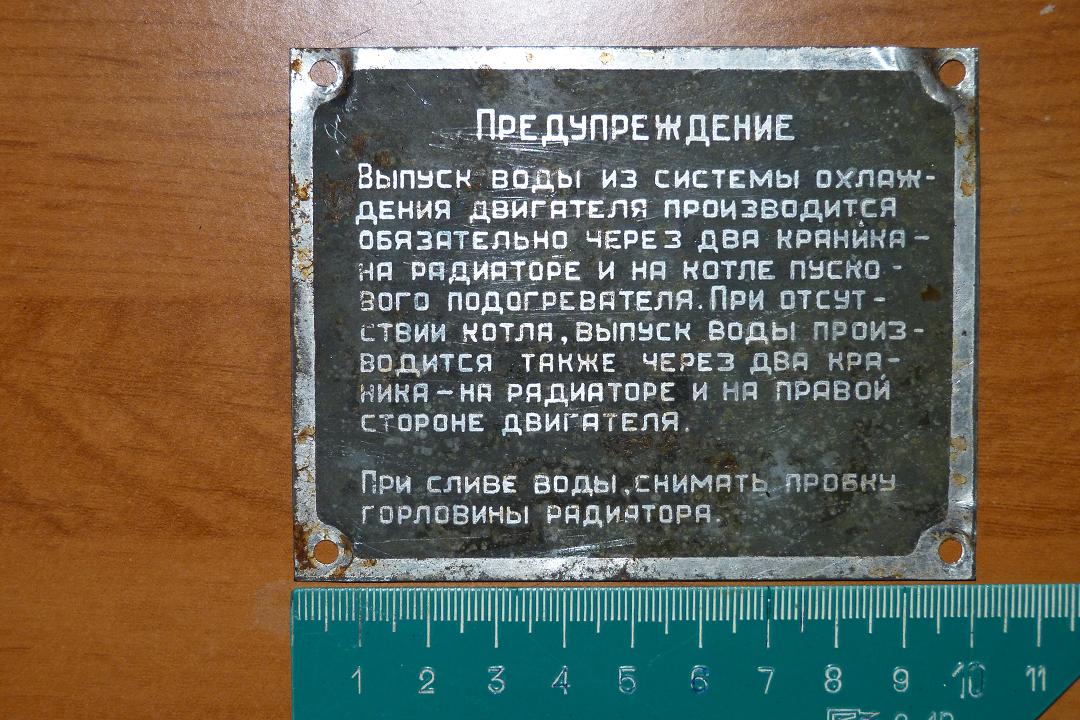 Предупреждение
Выпуск воды из системы охлаж-
дения двигателя производится
обязательно через два краника –
на радиаторе и на котле пуско-
вого подогревателя. При отсут-
ствии котла, выпуск воды произ-
водится также через два кра-
ника – на радиаторе и на правой
стороне двигателя.
При сливе воды, снимать пробку
горловины радиатора.
1 2 3 4 5 6 7 8 9 10 11